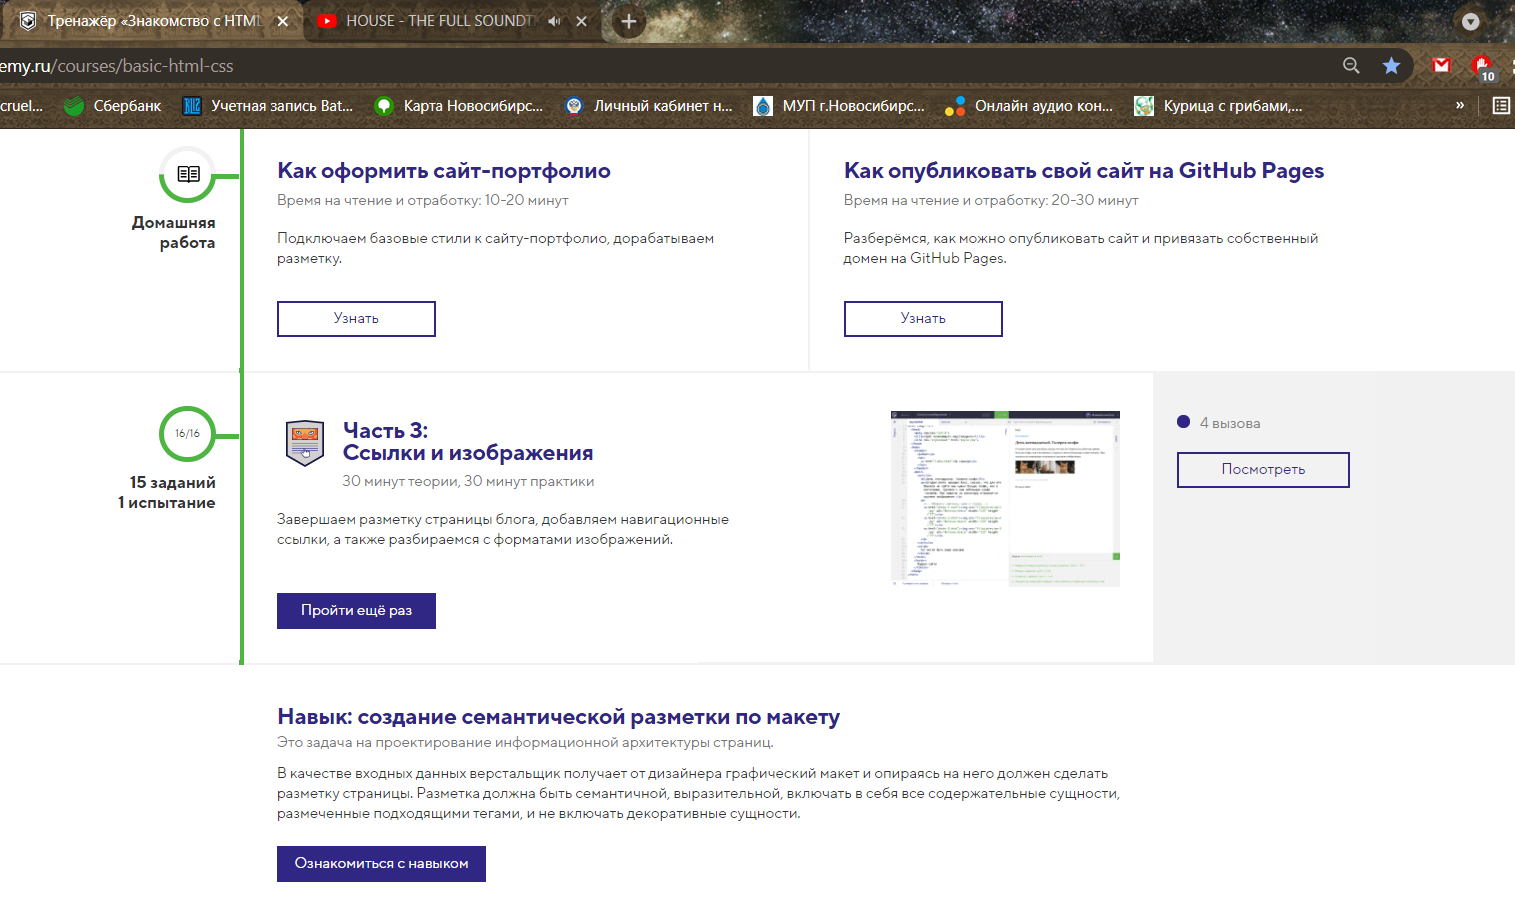 Тренажёр «Знакомство с HTML
HOUSE - THE FULL SOUNDT
emy.ru/courses/basic-html-css
10
cruel...
Сбербанк
Учетная запись Bat...
Карта Новосибирс...
Личный кабинет н...
МУП г.Новосибирс...
Онлайн аудио кон...
Курица с грибами,...
»
Домашняя
работа
Как оформить сайт-портфолио
Время на чтение и отработку: 10-20 минут
Подключаем базовые стили к сайту-портфолио, дорабатываем
разметку.
Узнать
Как опубликовать свой сайт на GitHub Pages
Время на чтение и отработку: 20-30 минут
Разберёмся, как можно опубликовать сайт и привязать собственный
домен на GitHub Pages.
Узнать
16/16
15 заданий
1 испытание
Часть 3:
Ссылки и изображения
30 минут теории, 30 минут практики
Завершаем разметку страницы блога, добавляем навигационные
ссылки, а также разбираемся с форматами изображений.
Пройти ещё раз
4 вызова
Посмотреть
Навык: создание семантической разметки по макету
Это задача на проектирование информационной архитектуры страниц.
В качестве входных данных верстальщик получает от дизайнера графический макет и опираясь на него должен сделать
разметку страницы. Разметка должна быть семантичной, выразительной, включать в себя все содержательные сущности,
размеченные подходящими тегами, и не включать декоративные сущности.
Ознакомиться с навыком